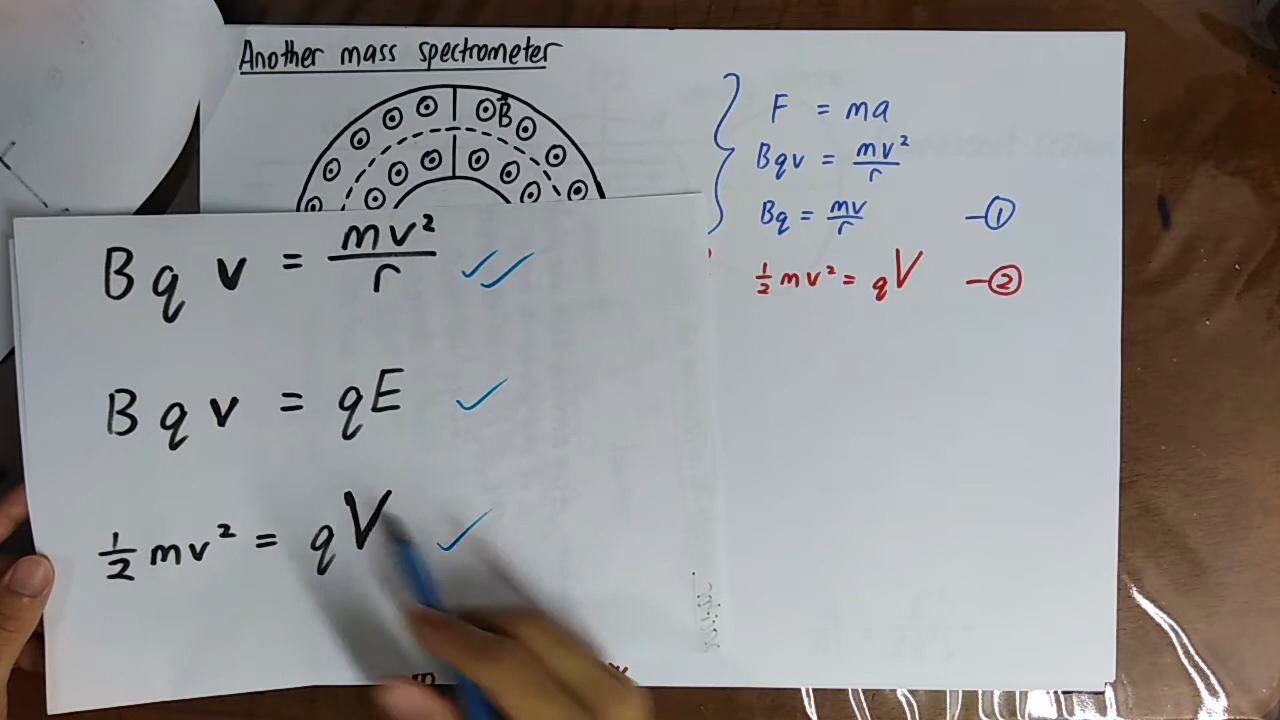 Another mass spectrometer
B
F = ma
Bqv = mv²/r
Bq = mv/r —①
½mv² = qV —②
Bqv = mv²/r ✓✓
Bqv = qE ✓
½mv² = qV ✓